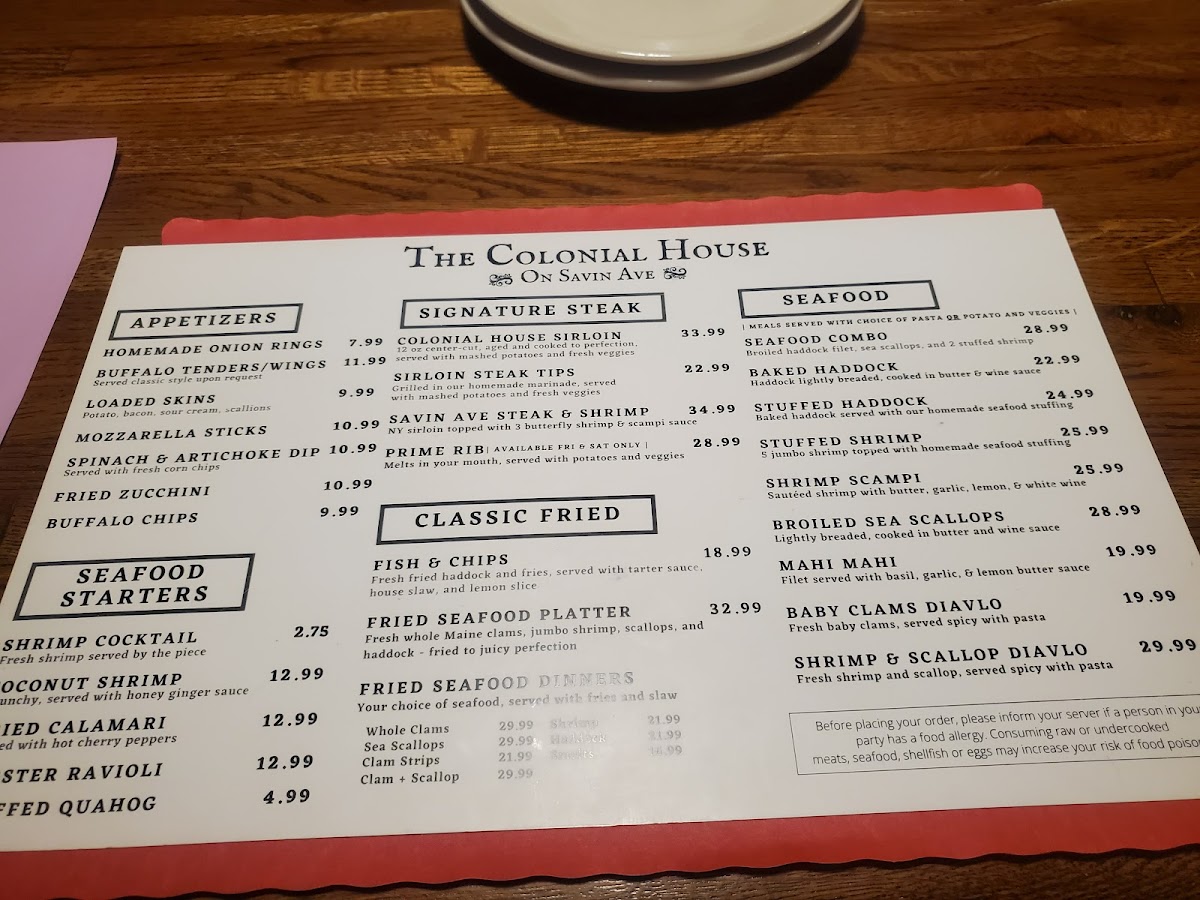 THE COLONIAL HOUSE
ON SAVIN AVE
APPETIZERS
HOMEMADE ONION RINGS 7.99
BUFFALO TENDERS/WINGS 11.99
Served classic style upon request
LOADED SKINS 9.99
Potato, bacon, sour cream, scallions
MOZZARELLA STICKS 10.99
SPINACH & ARTICHOKE DIP 10.99
Served with fresh corn chips
FRIED ZUCCHINI 10.99
BUFFALO CHIPS 9.99
SEAFOOD
STARTERS
SHRIMP COCKTAIL 2.75
Fresh shrimp served by the piece
COCONUT SHRIMP 12.99
unchy, served with honey ginger sauce
IED CALAMARI 12.99
ed with hot cherry peppers
STER RAVIOLI 12.99
FFED QUAHOG 4.99
SIGNATURE STEAK
COLONIAL HOUSE SIRLOIN 33.99
12 oz center-cut, aged and cooked to perfection,
served with mashed potatoes and fresh veggies
SIRLOIN STEAK TIPS 22.99
Grilled in our homemade marinade, served
with mashed potatoes and fresh veggies
SAVIN AVE STEAK & SHRIMP 34.99
NY sirloin topped with 3 butterfly shrimp & scampi sauce
PRIME RIB | AVAILABLE FRI & SAT ONLY | 28.99
Melts in your mouth, served with potatoes and veggies
CLASSIC FRIED
FISH & CHIPS 18.99
Fresh fried haddock and fries, served with tarter sauce,
house slaw, and lemon slice
FRIED SEAFOOD PLATTER 32.99
Fresh whole Maine clams, jumbo shrimp, scallops, and
haddock - fried to juicy perfection
FRIED SEAFOOD DINNERS
Your choice of seafood, served with fries and slaw
Whole Clams 29.99 Shrimp 21.99
Sea Scallops 29.99 Haddock 21.99
Clam Strips 21.99
Clam + Scallop 29.99
SEAFOOD
| MEALS SERVED WITH CHOICE OF PASTA OR POTATO AND VEGGIES |
SEAFOOD COMBO 28.99
Broiled haddock filet, sea scallops, and 2 stuffed shrimp
BAKED HADDOCK 22.99
Haddock lightly breaded, cooked in butter & wine sauce
STUFFED HADDOCK 24.99
Baked haddock served with our homemade seafood stuffing
STUFFED SHRIMP 25.99
5 jumbo shrimp topped with homemade seafood stuffing
SHRIMP SCAMPI 25.99
Sautéed shrimp with butter, garlic, lemon, & white wine
BROILED SEA SCALLOPS 28.99
Lightly breaded, cooked in butter and wine sauce
MAHI MAHI 19.99
Filet served with basil, garlic, & lemon butter sauce
BABY CLAMS DIAVLO 19.99
Fresh baby clams, served spicy with pasta
SHRIMP & SCALLOP DIAVLO 29.99
Fresh shrimp and scallop, served spicy with pasta
Before placing your order, please inform your server if a person in your
party has a food allergy. Consuming raw or undercooked
meats, seafood, shellfish or eggs may increase your risk of food poison